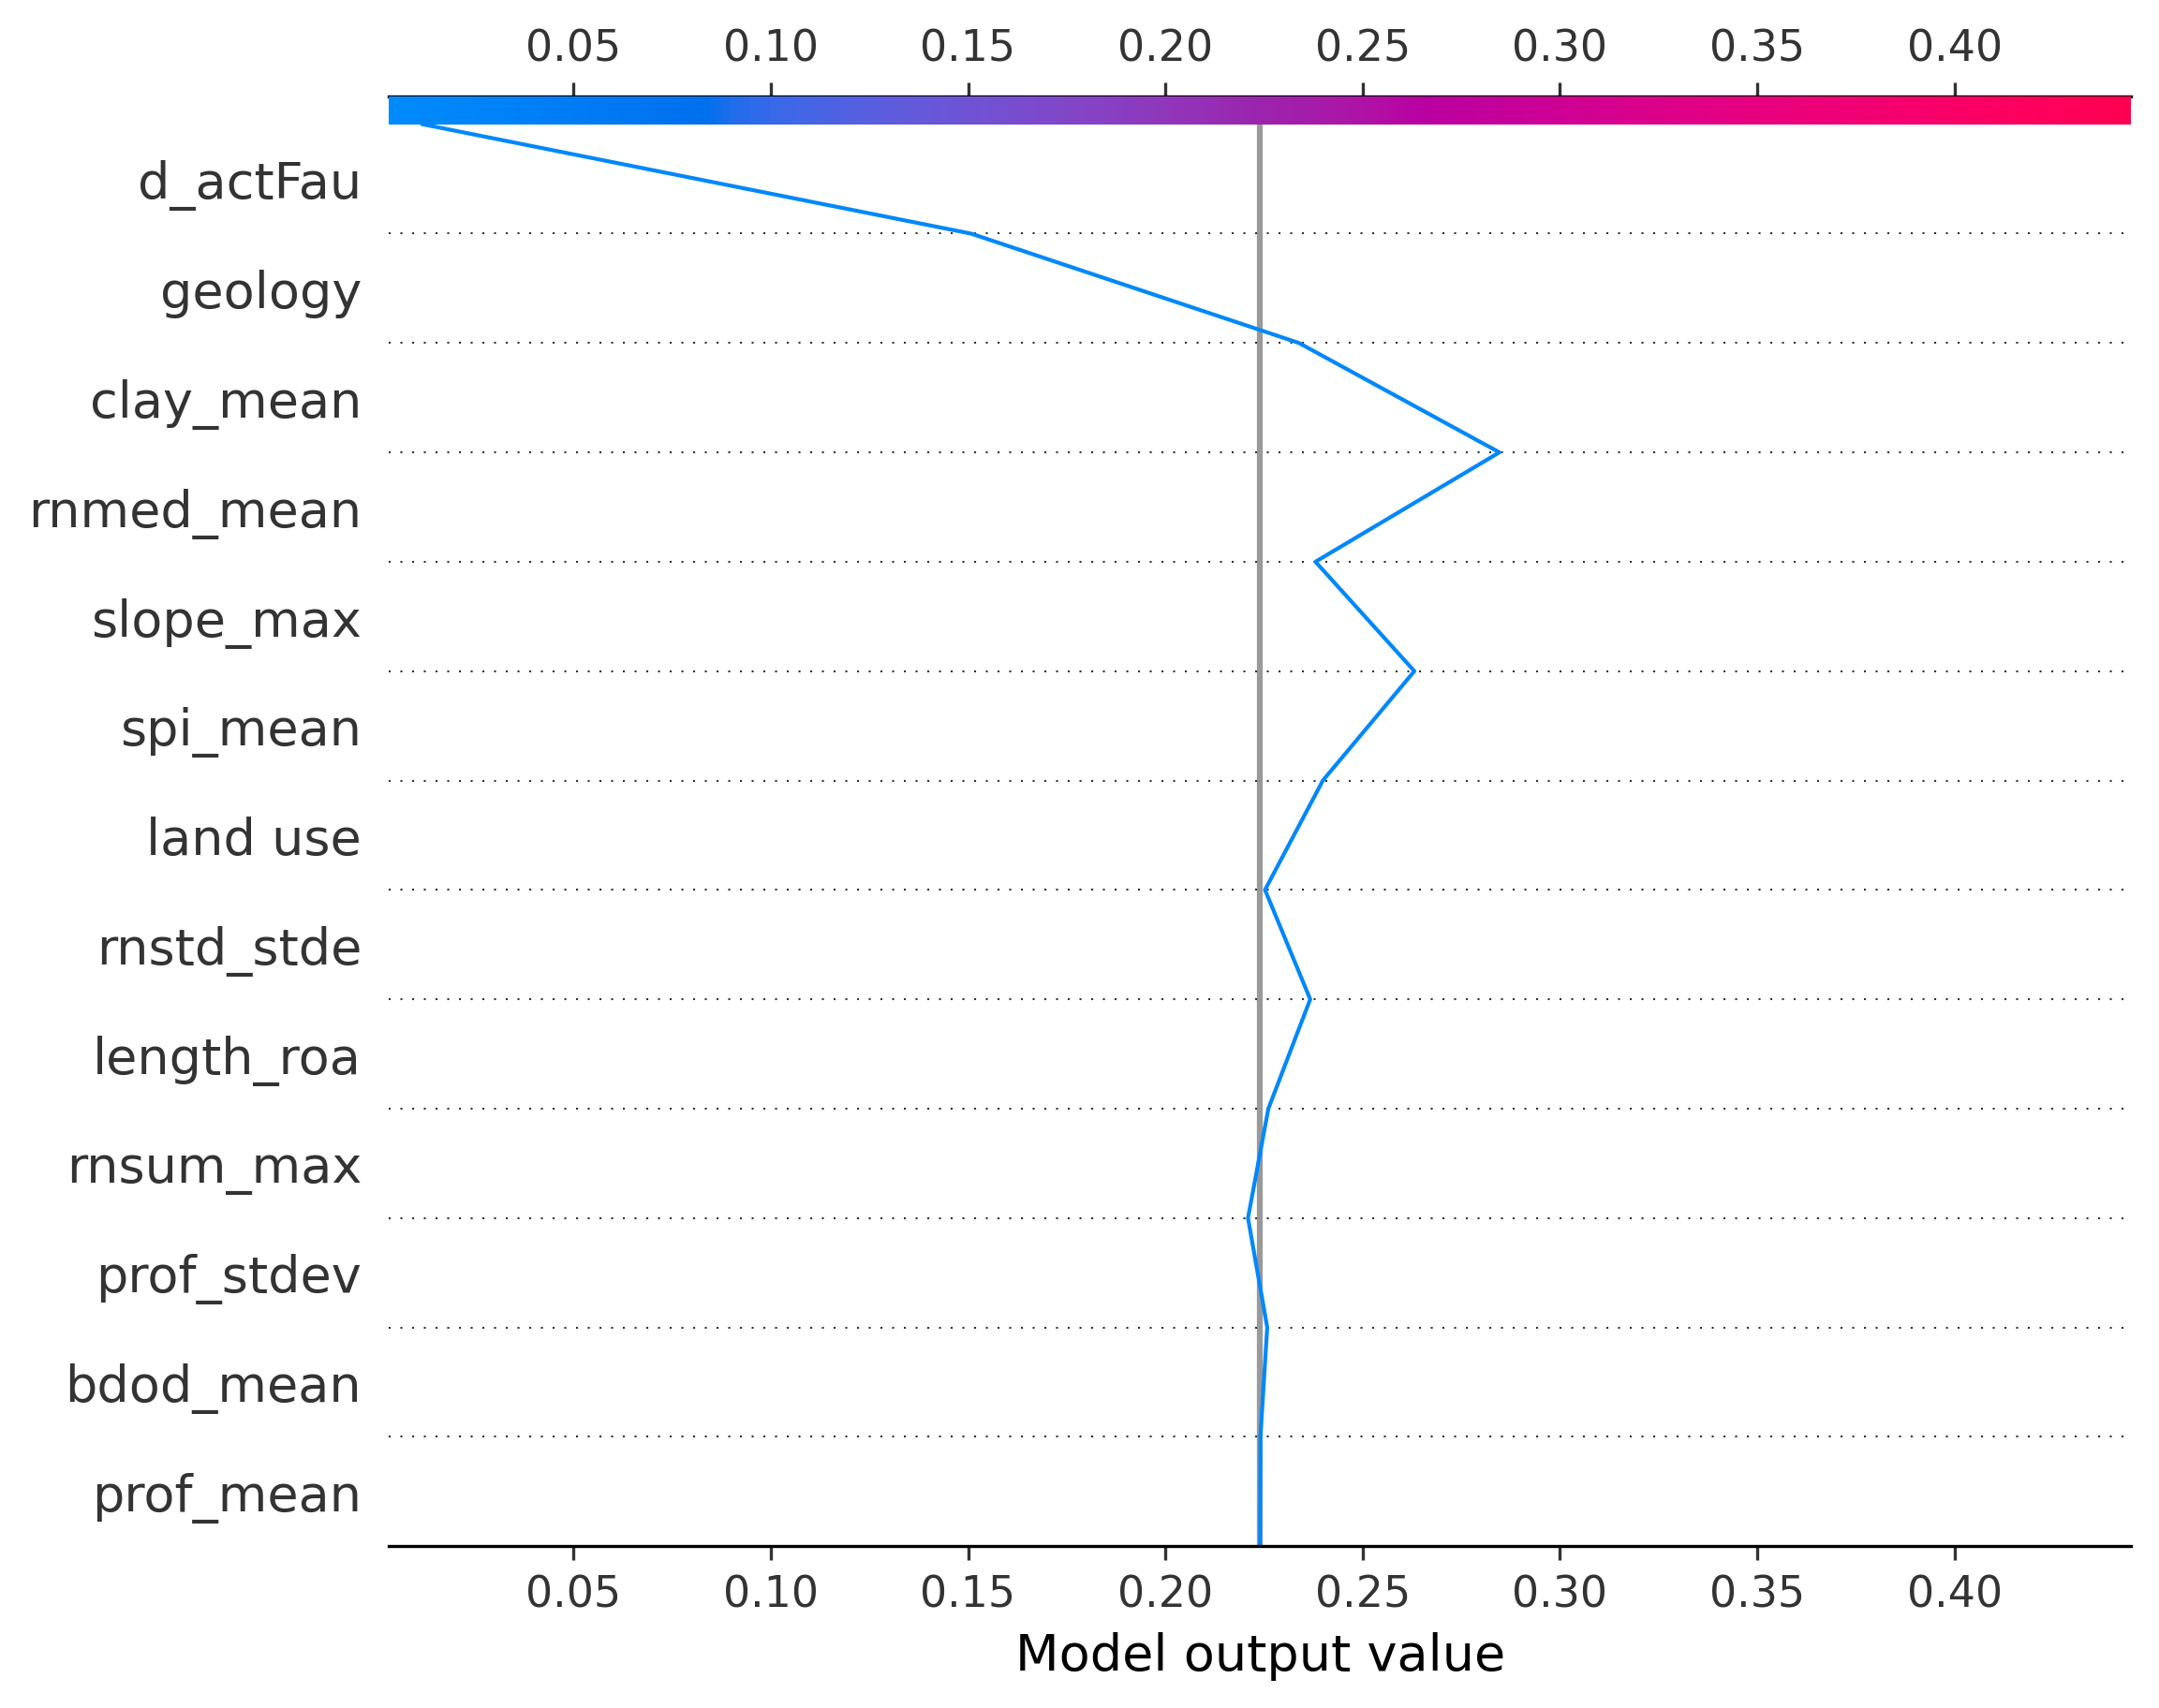 0.05 0.10 0.15 0.20 0.25 0.30 0.35 0.40
d_actFau
geology
clay_mean
rnmed_mean
slope_max
spi_mean
land use
rnstd_stde
length_roa
rnsum_max
prof_stdev
bdod_mean
prof_mean
0.05 0.10 0.15 0.20 0.25 0.30 0.35 0.40
Model output value